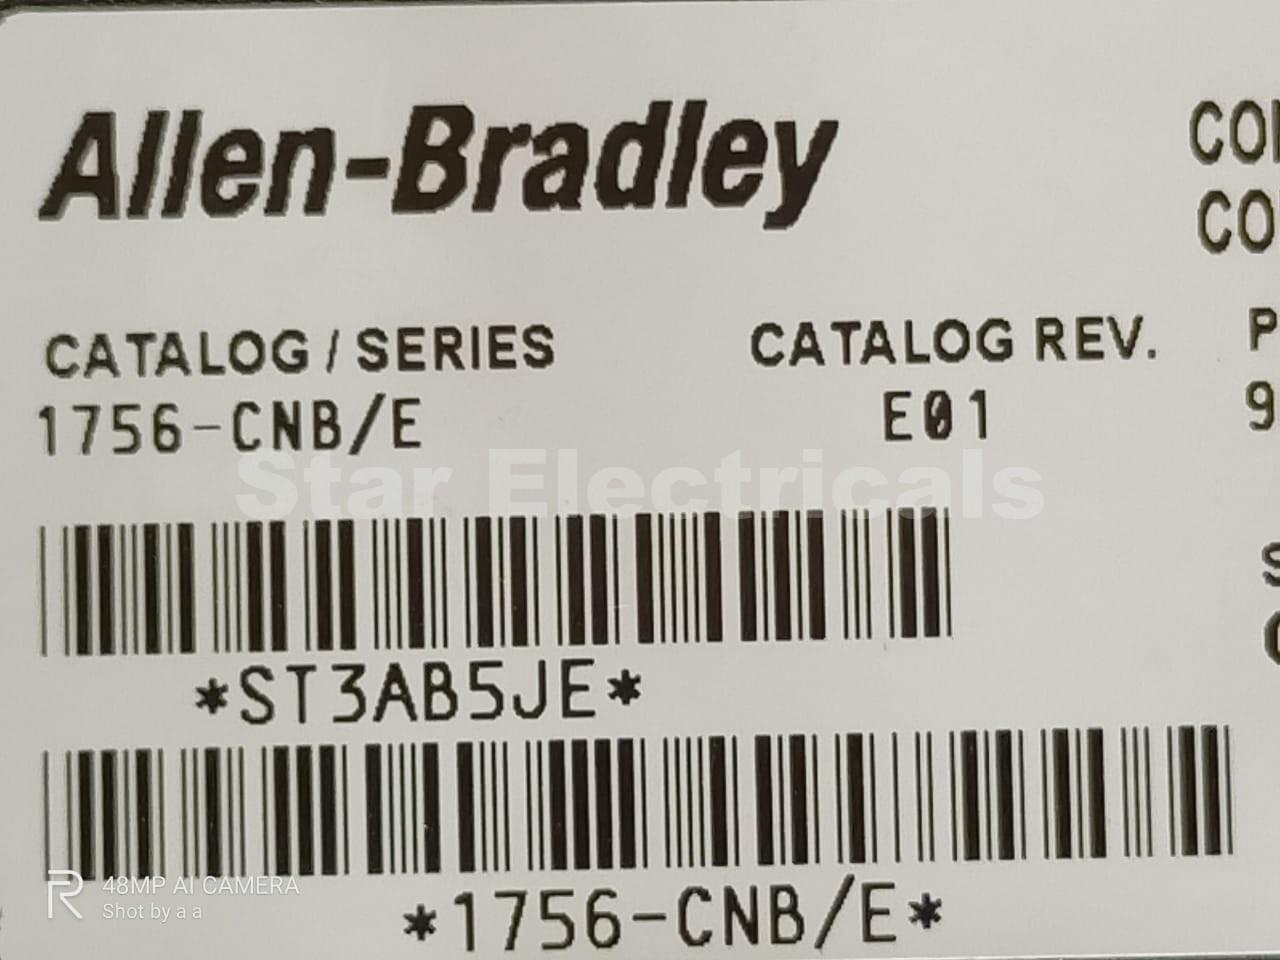 Allen-Bradley
CATALOG / SERIES
CATALOG REV.
1756-CNB/E
E01
Star Electricals
*ST3AB5JE*
*1756-CNB/E*
48MP AI CAMERA
Shot by a a